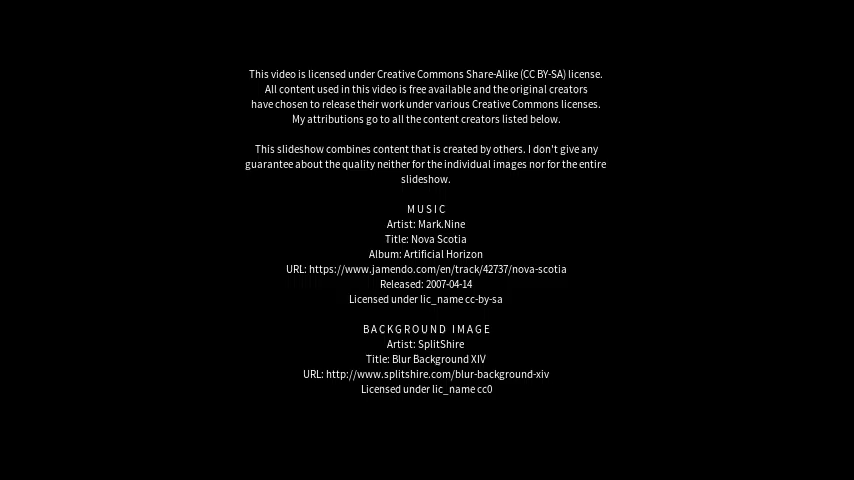 This video is licensed under Creative Commons Share-Alike (CC BY-SA) license.
All content used in this video is free available and the original creators
have chosen to release their work under various Creative Commons licenses.
My attributions go to all the content creators listed below.
This slideshow combines content that is created by others. I don't give any
guarantee about the quality neither for the individual images nor for the entire
slideshow.
MUSIC
Artist: Mark.Nine
Title: Nova Scotia
Album: Artificial Horizon
URL: https://www.jamendo.com/en/track/42737/nova-scotia
Released: 2007-04-14
Licensed under lic_name cc-by-sa
BACKGROUND IMAGE
Artist: SplitShire
Title: Blur Background XIV
URL: http://www.splitshire.com/blur-background-xiv
Licensed under lic_name cc0